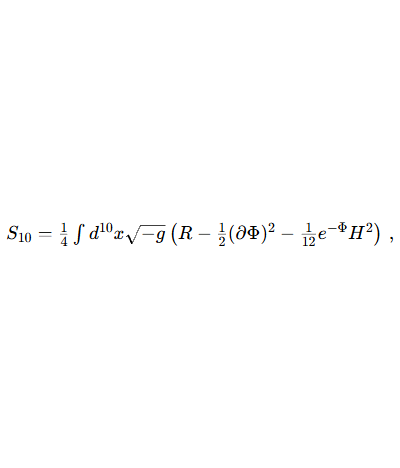 $S_{10} = \frac{1}{4} \int d^{10}x \sqrt{-g} \left( R - \frac{1}{2} (\partial \Phi)^2 - \frac{1}{12} e^{-\Phi} H^2 \right) \ ,$